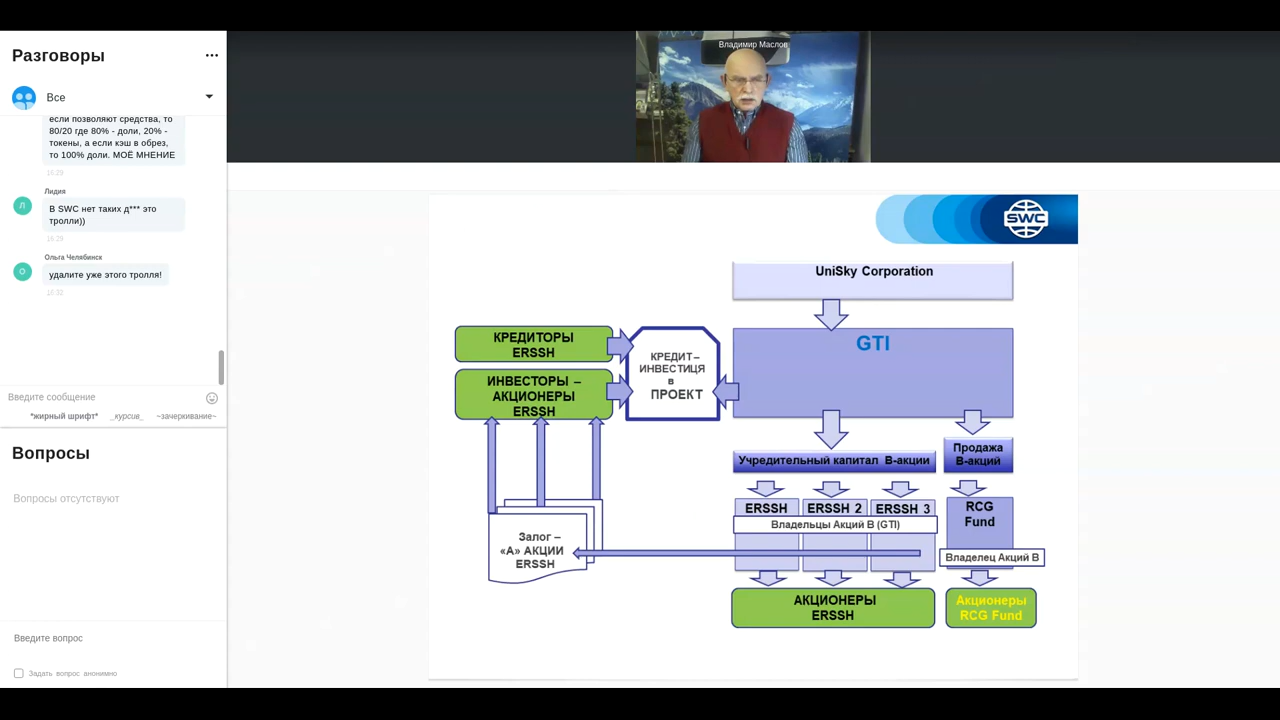 Разговоры
Все
если позволяют средства, то
80/20 где 80% - доли, 20% -
токены, а если кэш в обрез,
то 100% доли. МОЁ МНЕНИЕ
16:29
Лидия
Л
В SWC нет таких д*** это
тролли))
16:29
Ольга Челябинск
О
удалите уже этого тролля!
Введите сообщение
*жирный шрифт* _курсив_ ~зачеркивание~
Вопросы
Вопросы отсутствуют
Введите вопрос
Задать вопрос анонимно
Владимир Маслов
SWC
UniSky Corporation
GTI
КРЕДИТОРЫ
ERSSH
ИНВЕСТОРЫ –
АКЦИОНЕРЫ
ERSSH
КРЕДИТ–
ИНВЕСТИЦЯ
в
ПРОЕКТ
Учредительный капитал В-акции
Продажа
В-акций
ERSSH
ERSSH 2
ERSSH 3
Владельцы Акций В (GTI)
RCG
Fund
Владелец Акций В
Залог –
«А» АКЦИИ
ERSSH
АКЦИОНЕРЫ
ERSSH
Акционеры
RCG Fund